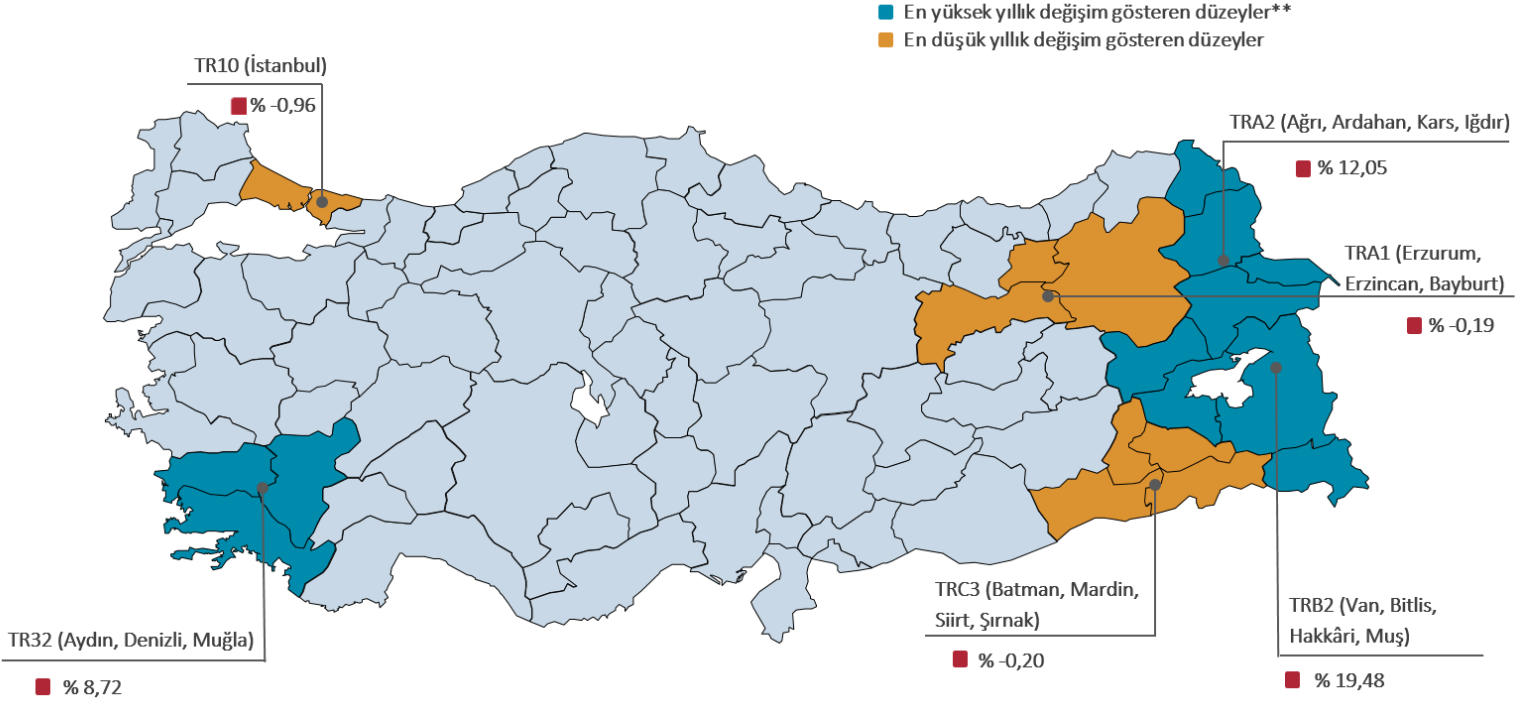 En yüksek yıllık değişim gösteren düzeyler**
En düşük yıllık değişim gösteren düzeyler
TR10 (İstanbul)
% -0,96
TRA2 (Ağrı, Ardahan, Kars, Iğdır)
% 12,05
TRA1 (Erzurum,
Erzincan, Bayburt)
% -0,19
TRC3 (Batman, Mardin,
Siirt, Şırnak)
% -0,20
TRB2 (Van, Bitlis,
Hakkâri, Muş)
% 19,48
TR32 (Aydın, Denizli, Muğla)
% 8,72